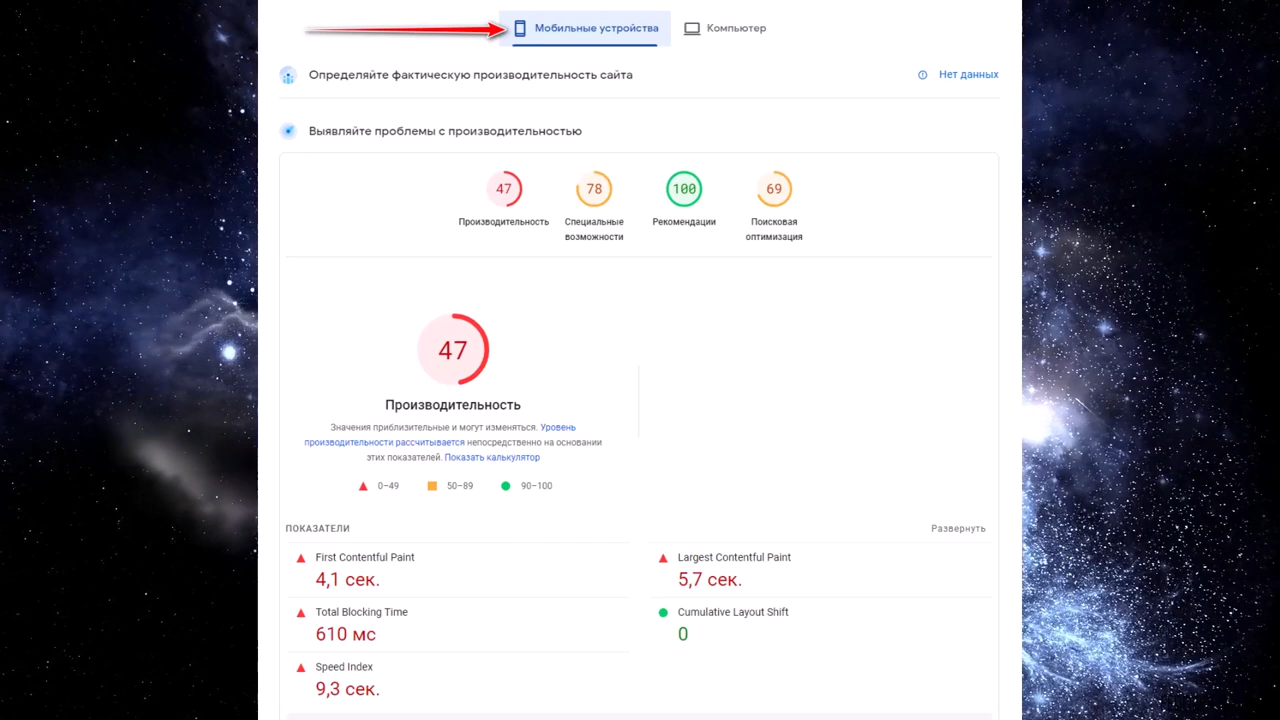 Мобильные устройства
Компьютер
Определяйте фактическую производительность сайта
Нет данных
Выявляйте проблемы с производительностью
47
78
100
69
Производительность
Специальные
возможности
Рекомендации
Поисковая
оптимизация
47
Производительность
Значения приблизительные и могут изменяться. Уровень
производительности рассчитывается непосредственно на основании
этих показателей. Показать калькулятор
0–49
50–89
90–100
ПОКАЗАТЕЛИ
Развернуть
First Contentful Paint
4,1 сек.
Largest Contentful Paint
5,7 сек.
Total Blocking Time
610 мс
Cumulative Layout Shift
0
Speed Index
9,3 сек.